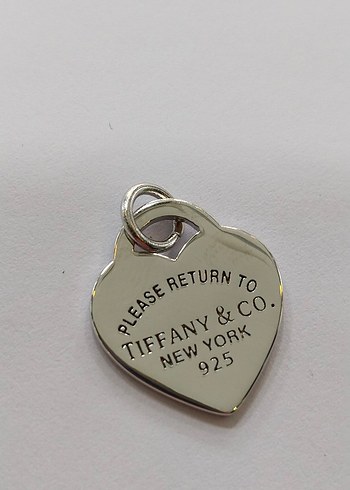 PLEASE RETURN TO
TIFFANY & CO.
NEW YORK
925